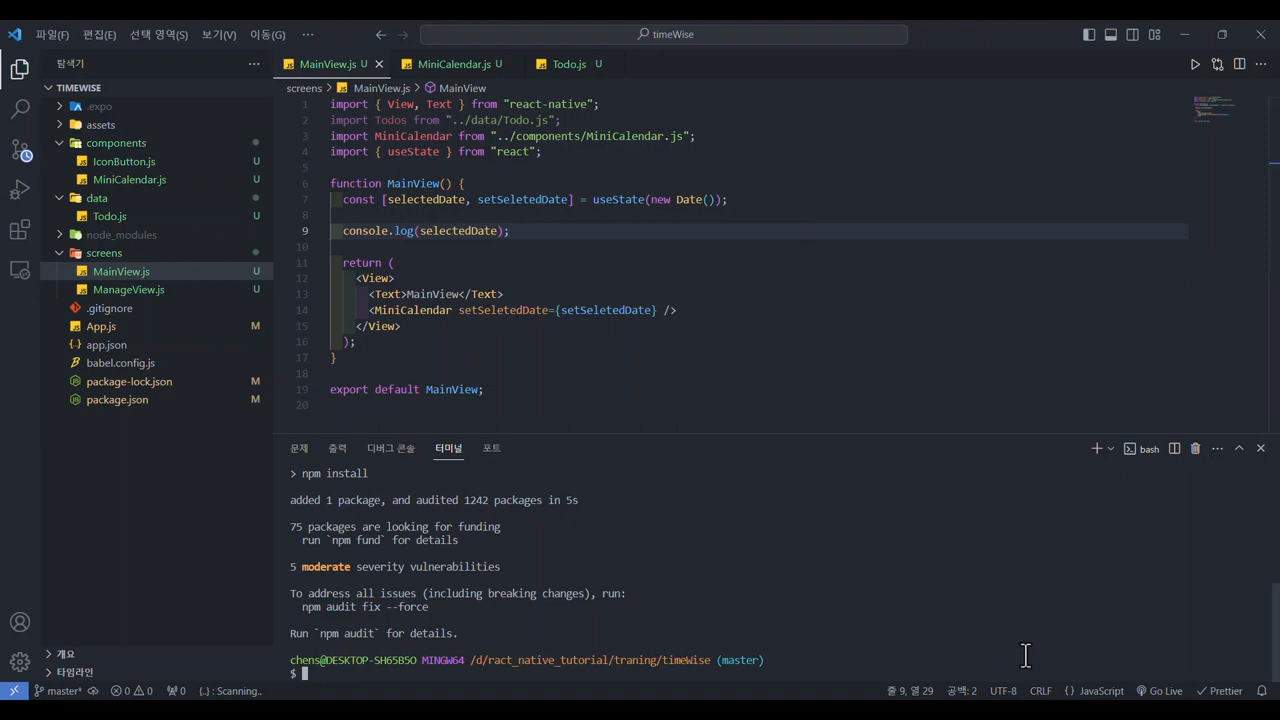 파일(F) 편집(E) 선택 영역(S) 보기(V) 이동(G) ··· timeWise
탐색기 ···
MainView.js U MiniCalendar.js U Todo.js U
TIMEWISE
.expo
assets
components
IconButton.js U
MiniCalendar.js U
data
Todo.js U
node_modules
screens
MainView.js U
ManageView.js U
.gitignore
App.js M
app.json
babel.config.js
package-lock.json M
package.json M
개요
타임라인
screens > MainView.js > MainView
1 import { View, Text } from "react-native";
2 import Todos from "../data/Todo.js";
3 import MiniCalendar from "../components/MiniCalendar.js";
4 import { useState } from "react";
5
6 function MainView() {
7 const [selectedDate, setSeletedDate] = useState(new Date());
8
9 console.log(selectedDate);
10
11 return (
12 <View>
13 <Text>MainView</Text>
14 <MiniCalendar setSeletedDate={setSeletedDate} />
15 </View>
16 );
17 }
18
19 export default MainView;
20
문제 출력 디버그 콘솔 터미널 포트 bash
> npm install
added 1 package, and audited 1242 packages in 5s
75 packages are looking for funding
run `npm fund` for details
5 moderate severity vulnerabilities
To address all issues (including breaking changes), run:
npm audit fix --force
Run `npm audit` for details.
chens@DESKTOP-SH65B5O MINGW64 /d/ract_native_tutorial/traning/timeWise (master)
$
master* 0 0 0 {..} : Scanning.. 줄 9, 열 29 공백: 2 UTF-8 CRLF {} JavaScript Go Live Prettier